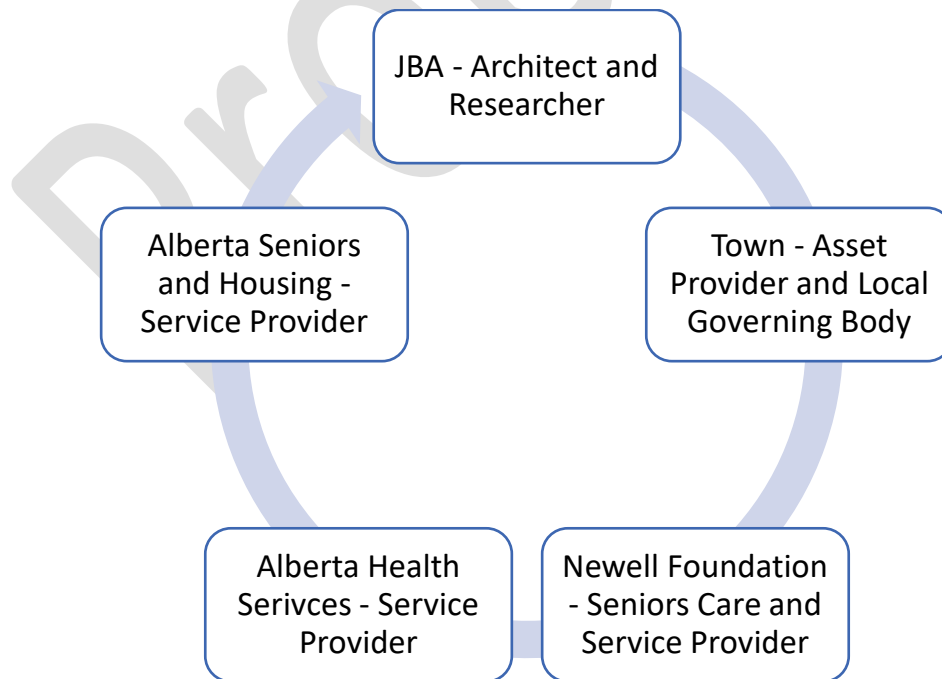 JBA - Architect and
Researcher
Town - Asset
Provider and Local
Governing Body
Newell Foundation
- Seniors Care and
Service Provider
Alberta Health
Serivces - Service
Provider
Alberta Seniors
and Housing -
Service Provider